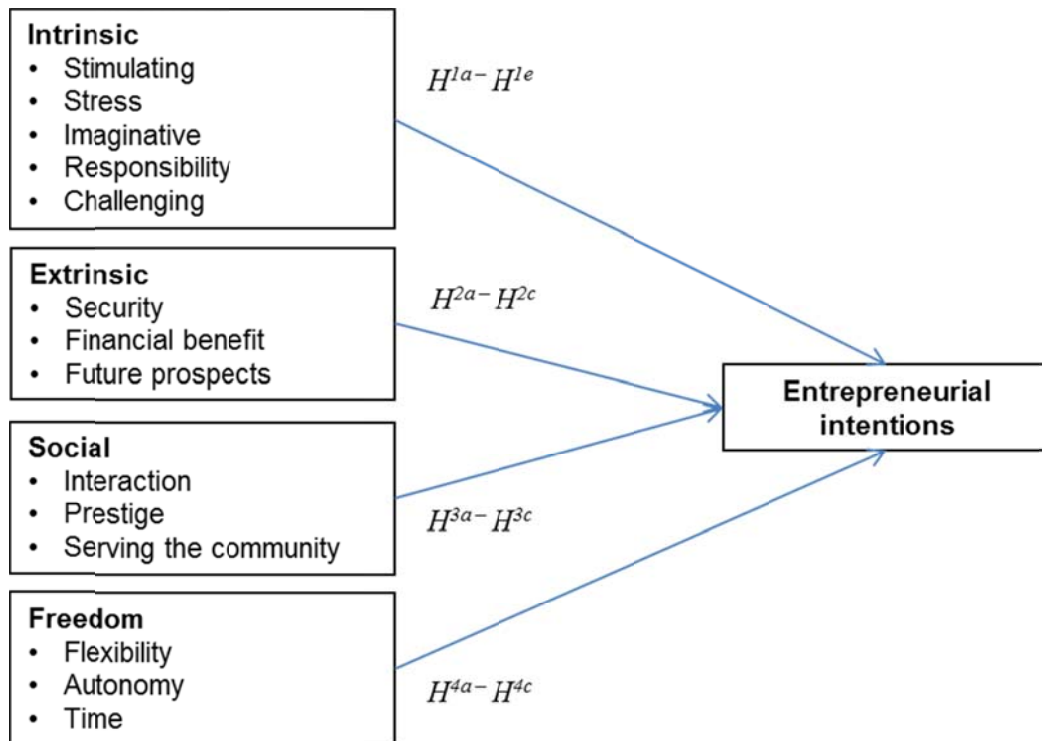 Intrinsic
• Stimulating
• Stress
• Imaginative
• Responsibility
• Challenging
H1a– H1e
Extrinsic
• Security
• Financial benefit
• Future prospects
H2a– H2c
Social
• Interaction
• Prestige
• Serving the community
H3a– H3c
Freedom
• Flexibility
• Autonomy
• Time
H4a– H4c
Entrepreneurial
intentions